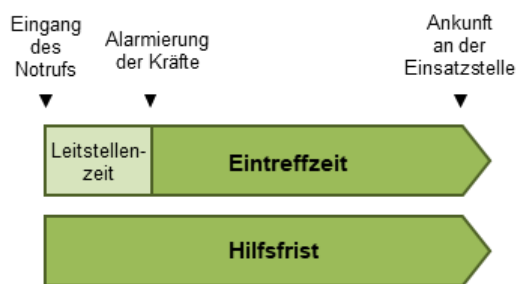 Eingang
des
Notrufs
Alarmierung
der Kräfte
Ankunft
an der
Einsatzstelle
Leitstellen-
zeit
Eintreffzeit
Hilfsfrist